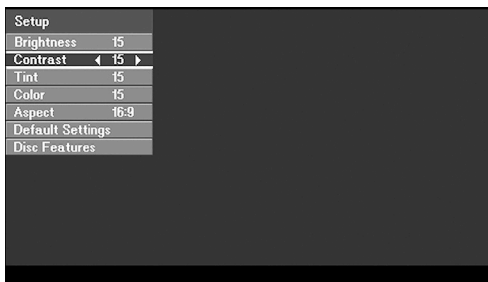 Setup
Brightness 15
Contrast 15
Tint 15
Color 15
Aspect 16:9
Default Settings
Disc Features